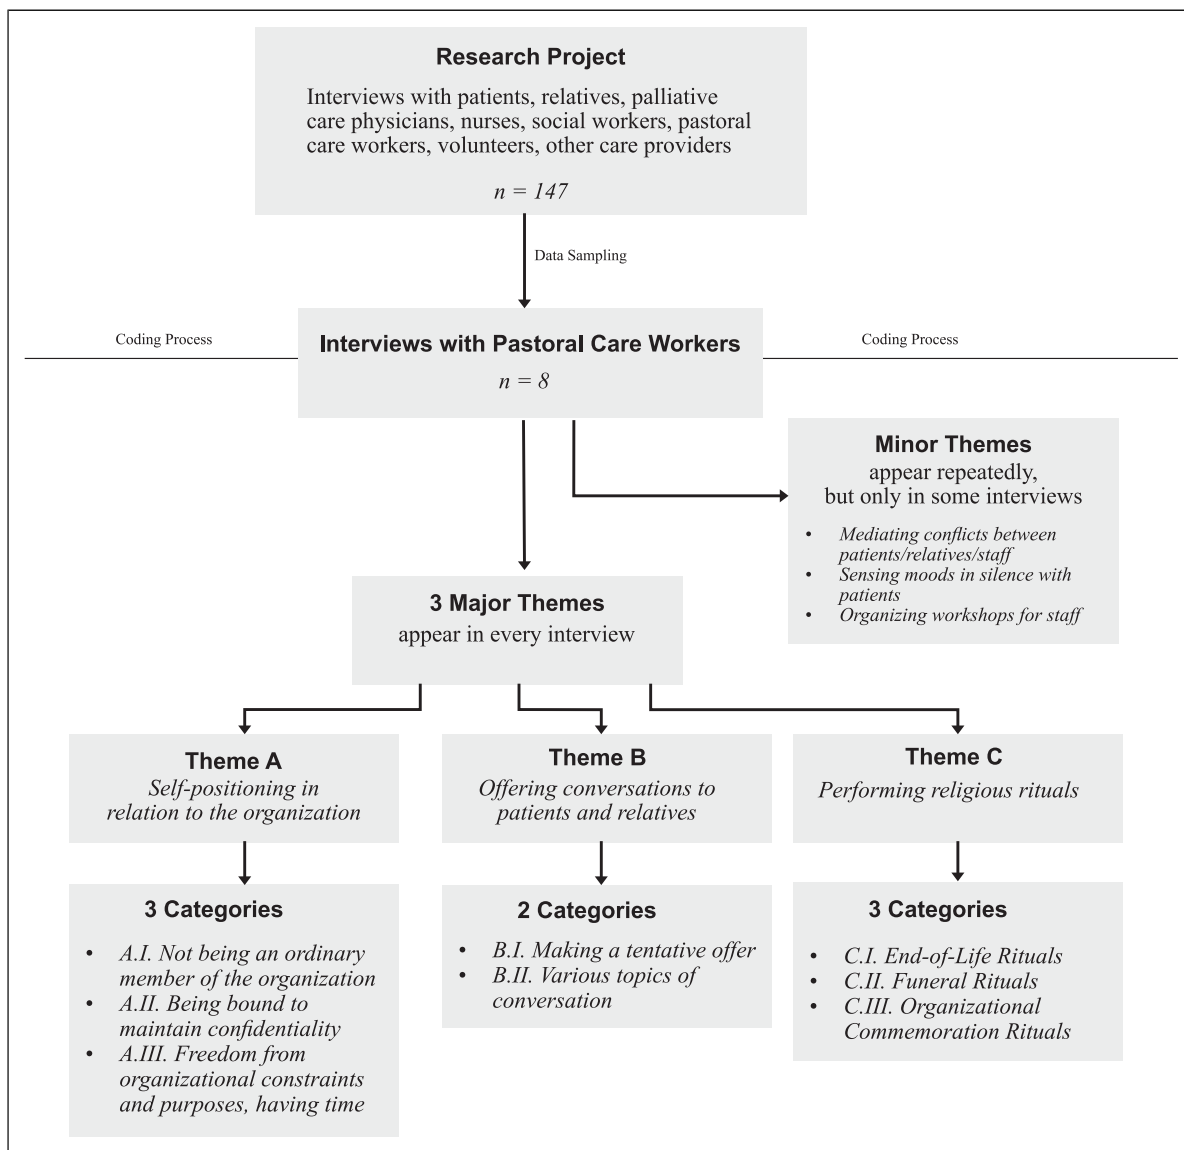 Research Project
Interviews with patients, relatives, palliative
care physicians, nurses, social workers, pastoral
care workers, volunteers, other care providers
n = 147
Data Sampling
Coding Process
Interviews with Pastoral Care Workers
n = 8
Coding Process
Minor Themes
appear repeatedly,
but only in some interviews
• Mediating conflicts between
patients/relatives/staff
• Sensing moods in silence with
patients
• Organizing workshops for staff
3 Major Themes
appear in every interview
Theme A
Self-positioning in
relation to the organization
Theme B
Offering conversations to
patients and relatives
Theme C
Performing religious rituals
3 Categories
• A.I. Not being an ordinary
member of the organization
• A.II. Being bound to
maintain confidentiality
• A.III. Freedom from
organizational constraints
and purposes, having time
2 Categories
• B.I. Making a tentative offer
• B.II. Various topics of
conversation
3 Categories
• C.I. End-of-Life Rituals
• C.II. Funeral Rituals
• C.III. Organizational
Commemoration Rituals